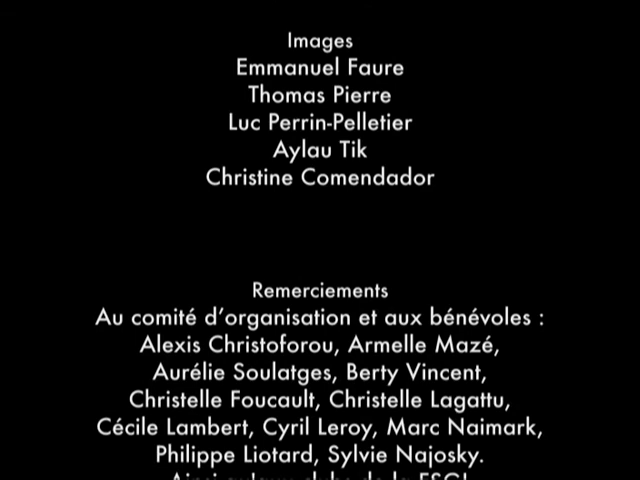 Images
Emmanuel Faure
Thomas Pierre
Luc Perrin-Pelletier
Aylau Tik
Christine Comendador
Remerciements
Au comité d'organisation et aux bénévoles :
Alexis Christoforou, Armelle Mazé,
Aurélie Soulatges, Berty Vincent,
Christelle Foucault, Christelle Lagattu,
Cécile Lambert, Cyril Leroy, Marc Naimark,
Philippe Liotard, Sylvie Najosky.